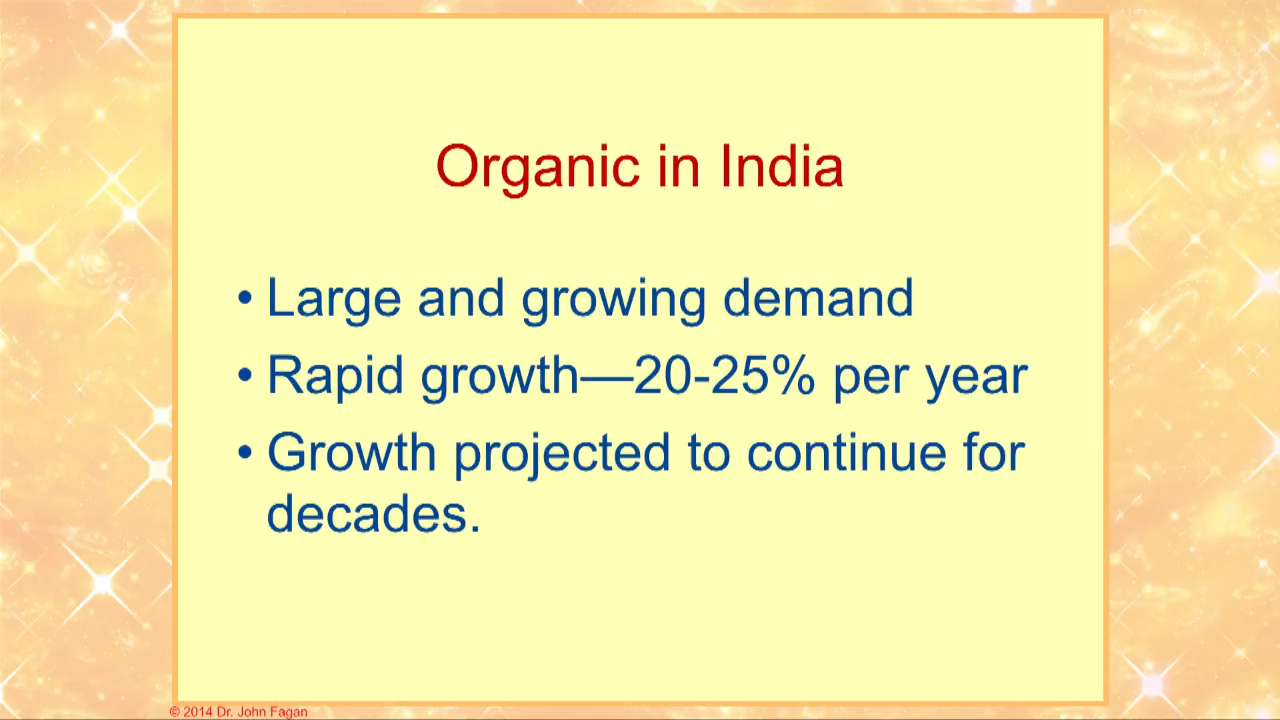 Organic in India
• Large and growing demand
• Rapid growth—20-25% per year
• Growth projected to continue for
decades.
© 2014 Dr. John Fagan